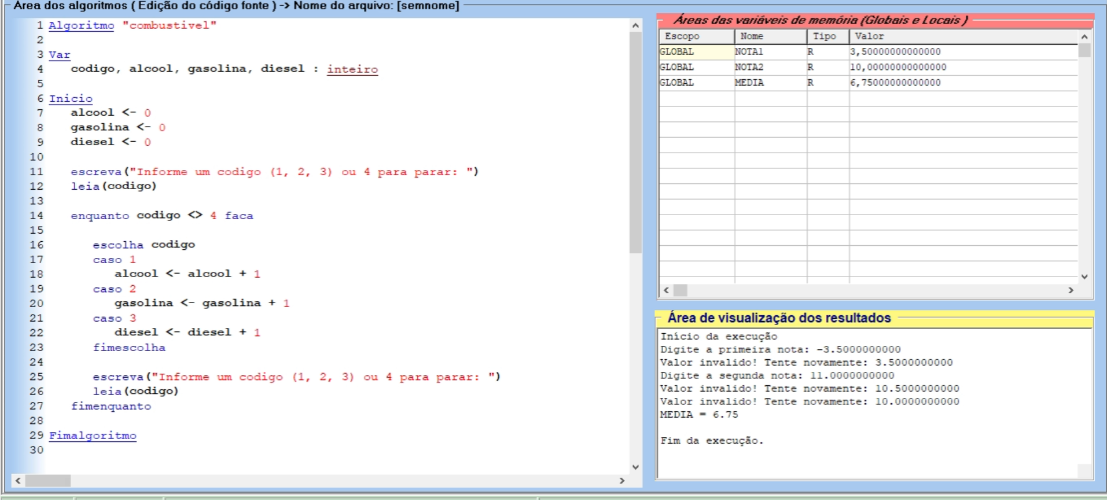 Área dos algoritmos ( Edição do código fonte ) -> Nome do arquivo: [semnome]
1 Algoritmo "combustivel"
2
3 Var
4 codigo, alcool, gasolina, diesel : inteiro
5
6 Inicio
7 alcool <- 0
8 gasolina <- 0
9 diesel <- 0
10
11 escreva("Informe um codigo (1, 2, 3) ou 4 para parar: ")
12 leia(codigo)
13
14 enquanto codigo <> 4 faca
15
16 escolha codigo
17 caso 1
18 alcool <- alcool + 1
19 caso 2
20 gasolina <- gasolina + 1
21 caso 3
22 diesel <- diesel + 1
23 fimescolha
24
25 escreva("Informe um codigo (1, 2, 3) ou 4 para parar: ")
26 leia(codigo)
27 fimenquanto
28
29 Fimalgoritmo
30
Áreas das variáveis de memória (Globais e Locais )
Escopo Nome Tipo Valor
GLOBAL NOTA1 R 3,50000000000000
GLOBAL NOTA2 R 10,00000000000000
GLOBAL MEDIA R 6,75000000000000
Área de visualização dos resultados
Início da execução
Digite a primeira nota: -3.5000000000
Valor invalido! Tente novamente: 3.5000000000
Digite a segunda nota: 11.0000000000
Valor invalido! Tente novamente: 10.5000000000
Valor invalido! Tente novamente: 10.0000000000
MEDIA = 6.75
Fim da execução.